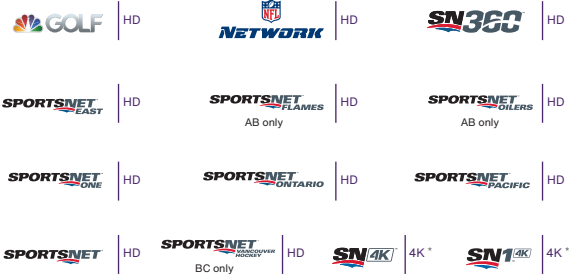 GOLF HD
NFL
NETWORK HD
SN360 HD
SPORTSNET
EAST HD
SPORTSNET
FLAMES HD
AB only
SPORTSNET
OILERS HD
AB only
SPORTSNET
ONE HD
SPORTSNET
ONTARIO HD
SPORTSNET
PACIFIC HD
SPORTSNET HD
SPORTSNET
VANCOUVER
HOCKEY HD
BC only
SN 4K 4K *
SN1 4K 4K *